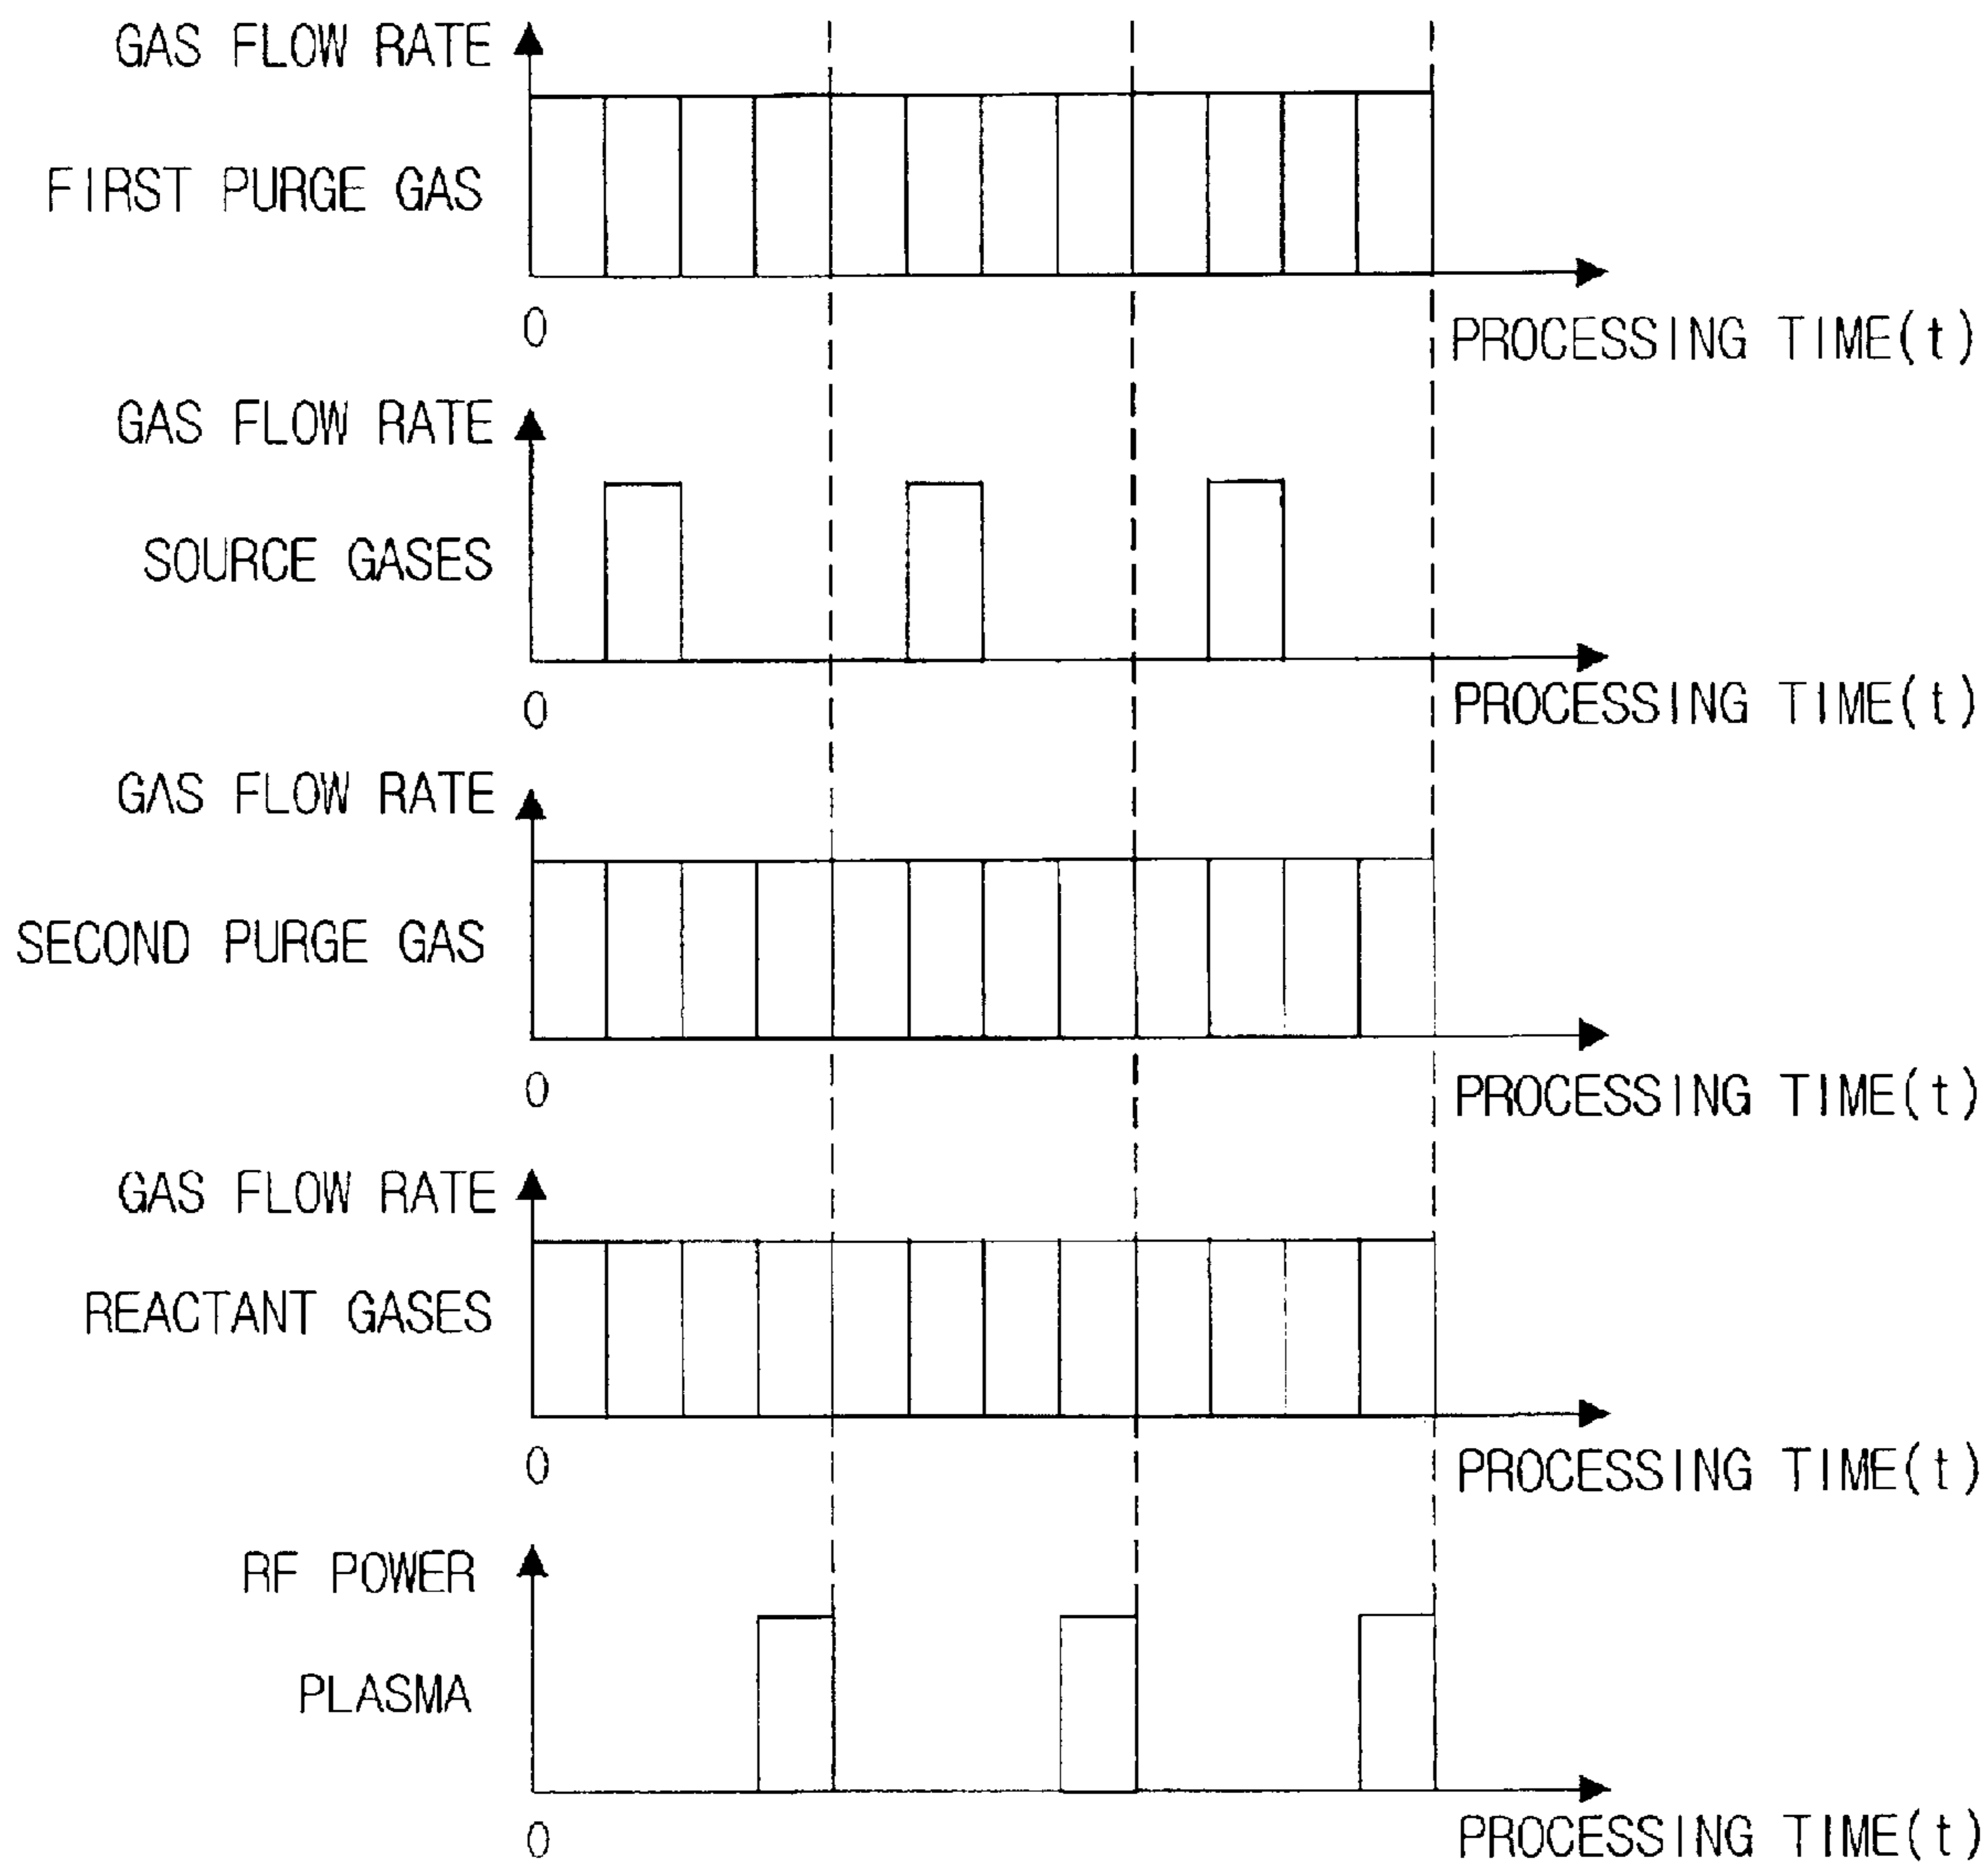 GAS FLOW RATE
FIRST PURGE GAS
0
PROCESSING TIME(t)
GAS FLOW RATE
SOURCE GASES
0
PROCESSING TIME(t)
GAS FLOW RATE
SECOND PURGE GAS
0
PROCESSING TIME(t)
GAS FLOW RATE
REACTANT GASES
0
PROCESSING TIME(t)
RF POWER
PLASMA
0
PROCESSING TIME(t)